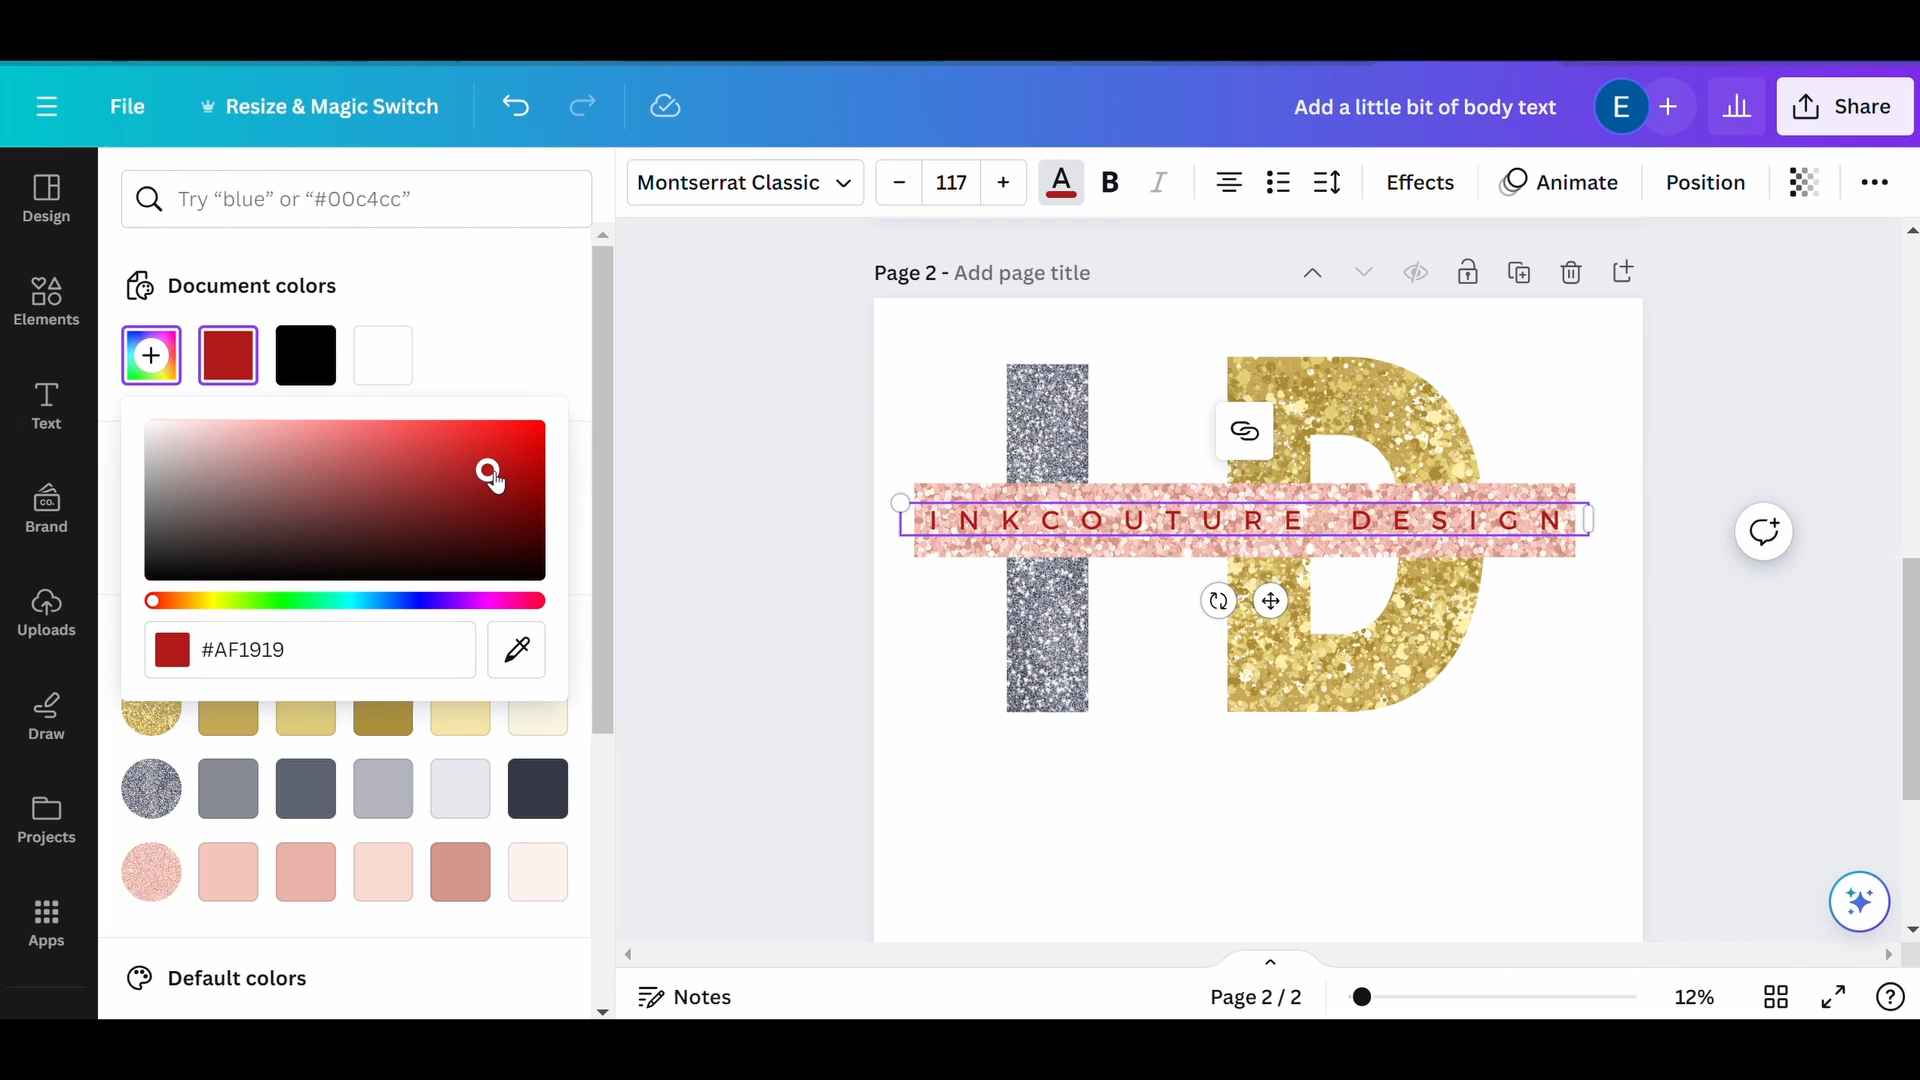 File
Resize & Magic Switch
Add a little bit of body text
E
Share
Design
Elements
Text
CO.
Brand
Uploads
Draw
Projects
Apps
Try “blue” or “#00c4cc”
Document colors
#AF1919
Default colors
Montserrat Classic
117
A
B
I
Effects
Animate
Position
Page 2 - Add page title
I D
INKCOUTURE DESIGN
Notes
Page 2 / 2
12%
?